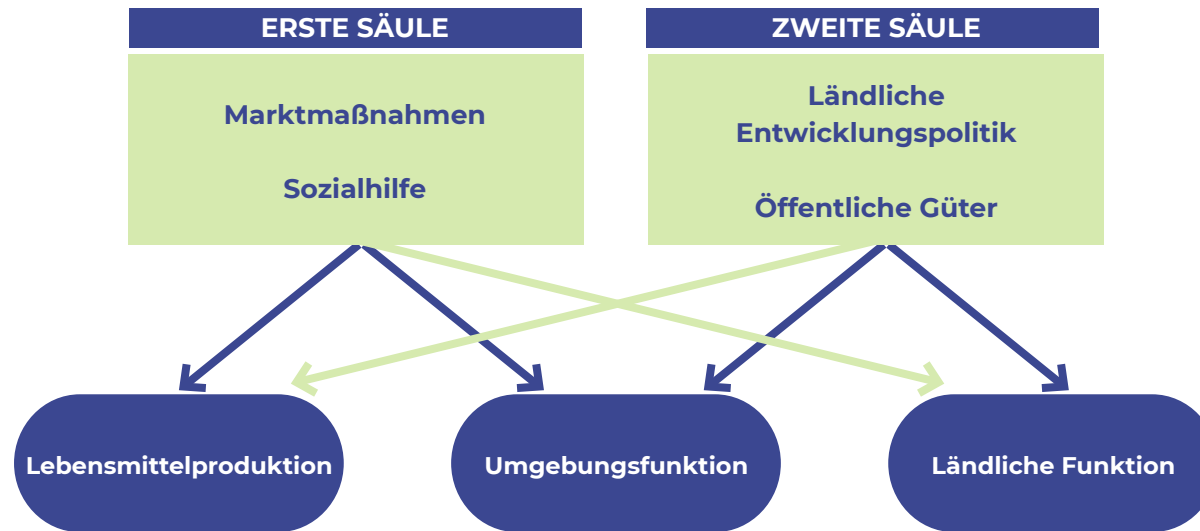 ERSTE SÄULE
Marktmaßnahmen
Sozialhilfe
ZWEITE SÄULE
Ländliche
Entwicklungspolitik
Öffentliche Güter
Lebensmittelproduktion
Umgebungsfunktion
Ländliche Funktion